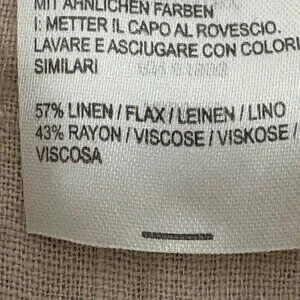 MIT ÄHNLICHEN FARBEN
I: METTER IL CAPO AL ROVESCIO.
LAVARE E ASCIUGARE CON COLORI
SIMILARI
57% LINEN / FLAX / LEINEN / LINO
43% RAYON / VISCOSE / VISKOSE /
VISCOSA